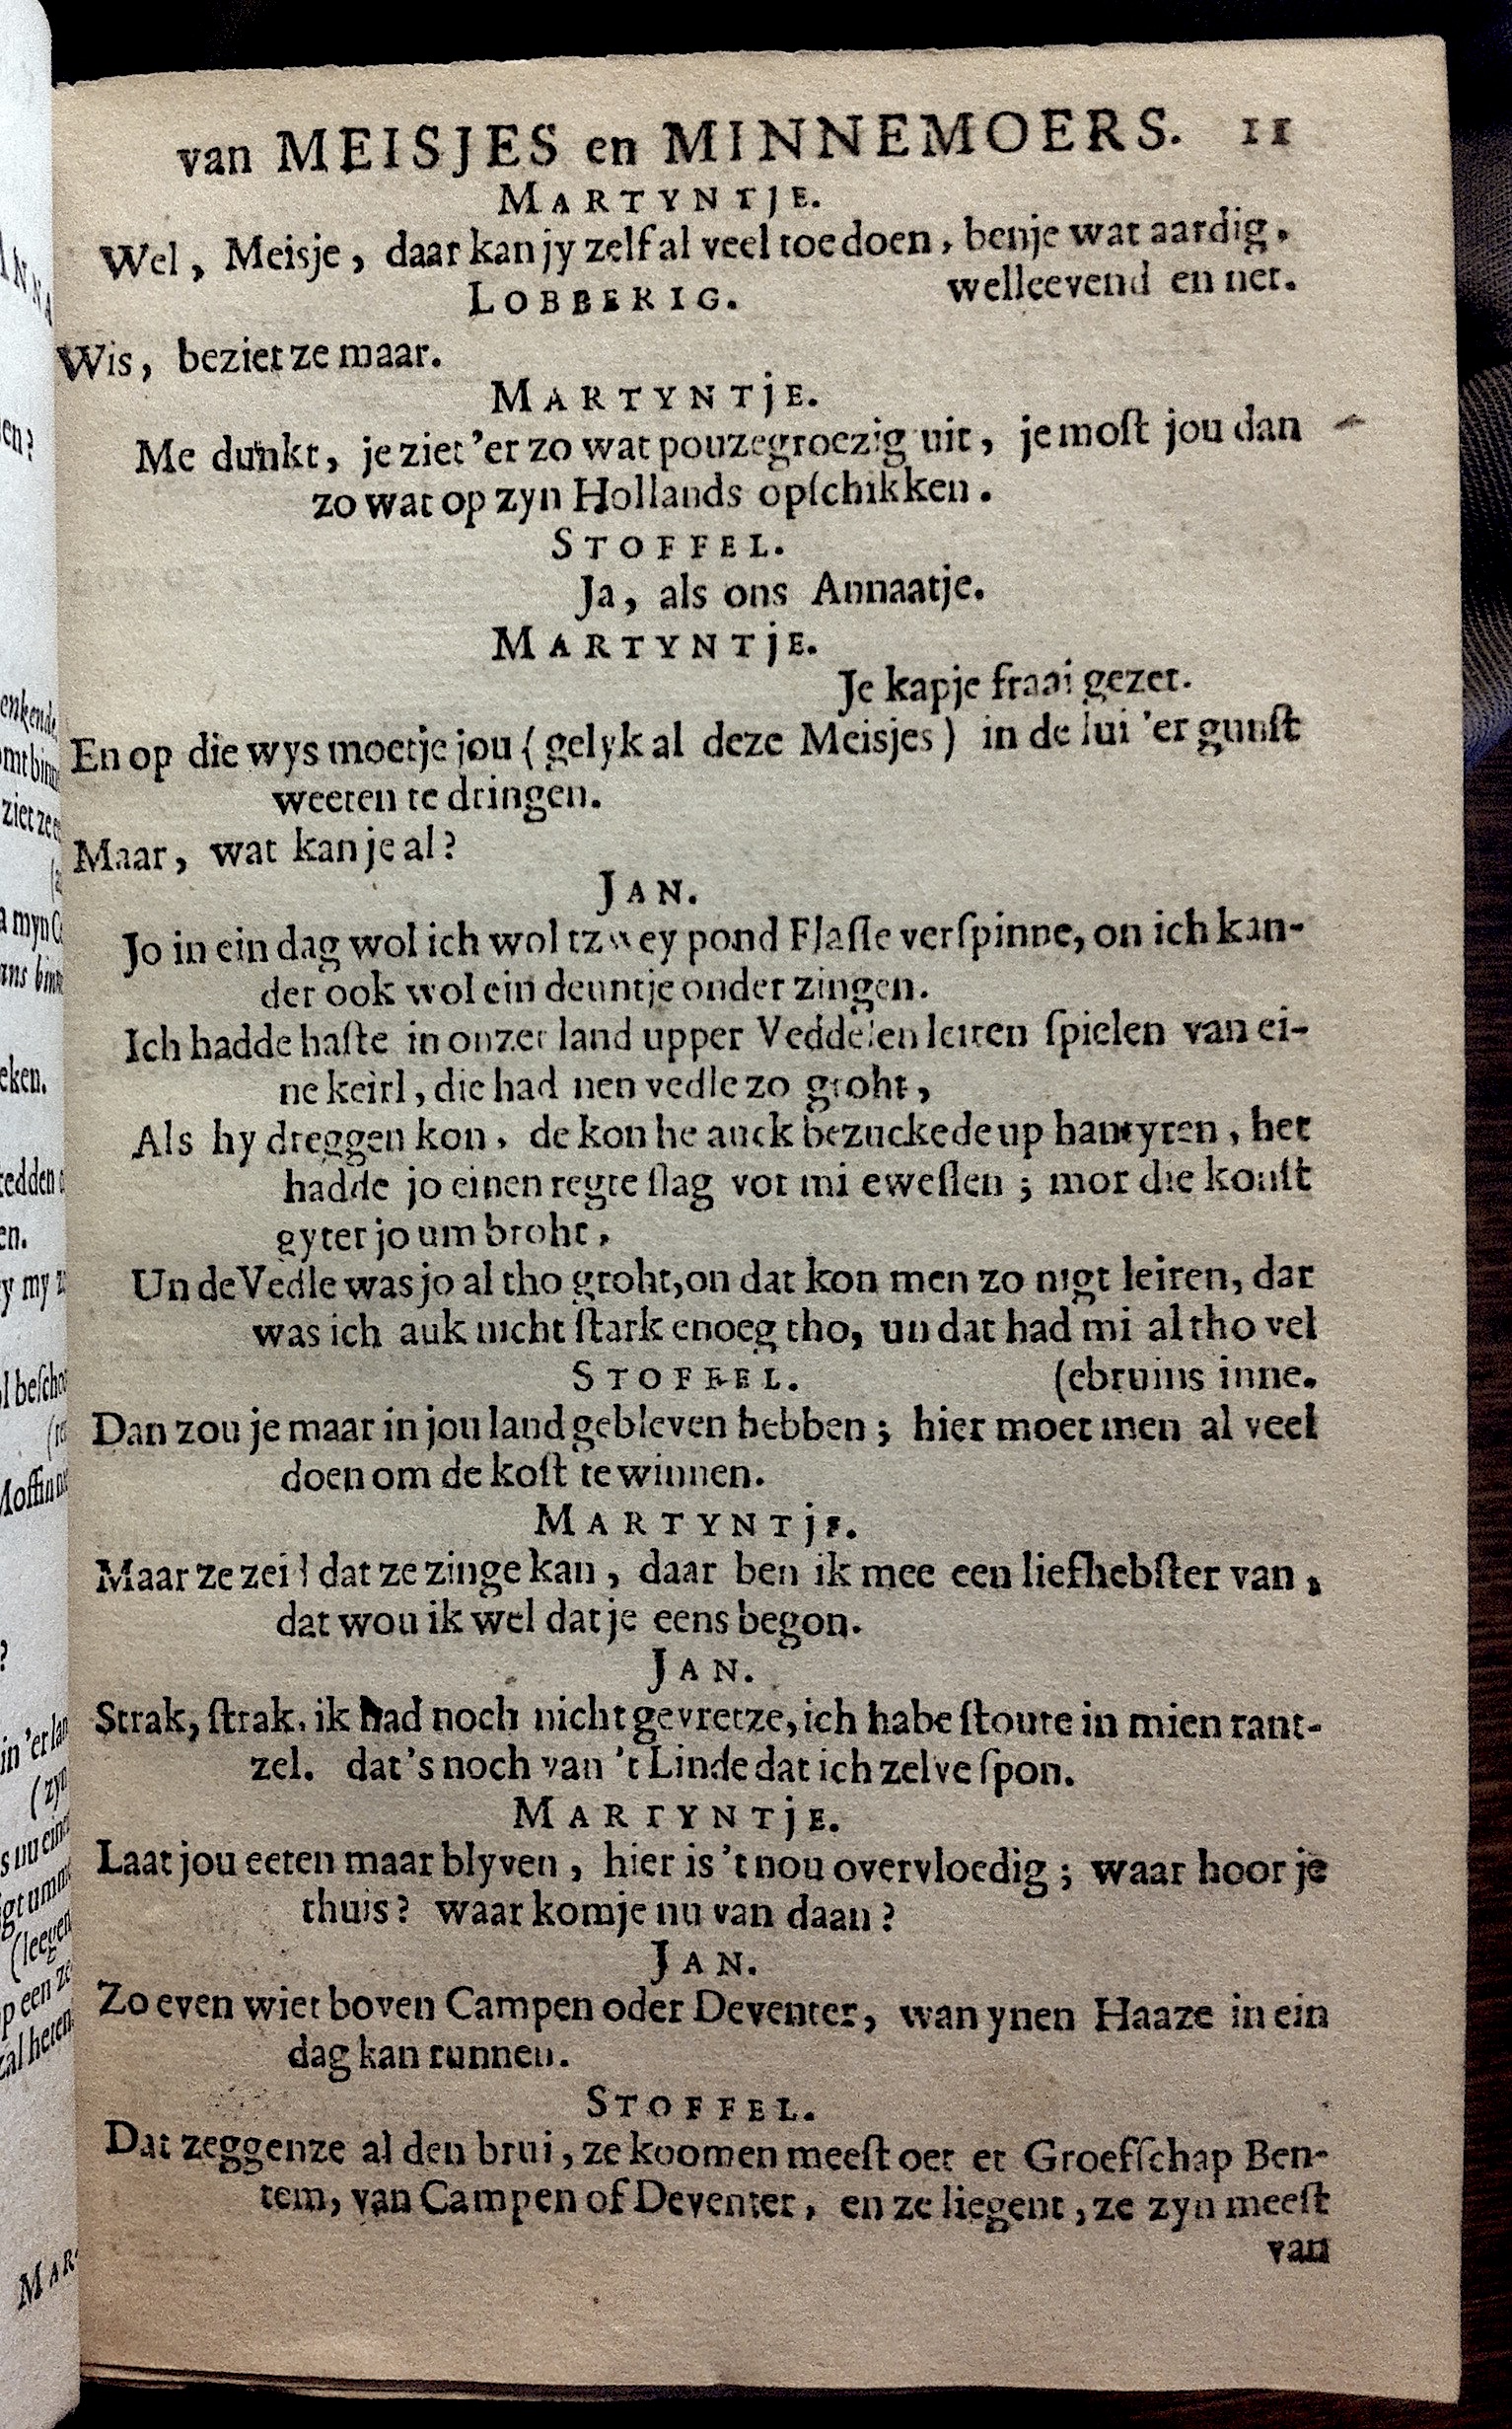 van MEISJES en MINNEMOERS. 11
MARTYNTJE.
Wel, Meisje, daar kan jy zelf al veel toe doen, benje wat aardig,
welleevend en net.
LOBBERIG.
Wis, beziet ze maar.
MARTYNTJE.
Me dunkt, je ziet 'er zo wat pouzegroezig uit, je moſt jou dan
zo wat op zyn Hollands opſchikken.
STOFFEL.
Ja, als ons Annaatje.
MARTYNTJE.
Je kapje fraai gezet.
En op die wys moetje jou (gelyk al deze Meisjes) in de lui 'er gunſt
weeten te dringen.
Maar, wat kan je al?
JAN.
Jo in ein dag wol ich wol tzwey pond Flaſſe verſpinne, on ich kan-
der ook wol ein deuntje onder zingen.
Ich hadde haſte in onzer land upper Veddelen leiren ſpielen van ei-
ne keirl, die had nen vedle zo groht,
Als hy dreggen kon, de kon he auck bezuckede up hantyren, het
hadde jo einen regte ſlag vor mi eweſſen; mor die konſt
gyter jo um broht,
Un de Vedle was jo al tho groht, on dat kon men zo nigt leiren, dar
was ich auk nicht ſtark enoeg tho, un dat had mi al tho vel
(ebruins inne.
STOFFEL.
Dan zou je maar in jou land gebleven hebben; hier moet men al veel
doen om de koſt te winnen.
MARTYNTJE.
Maar ze zeid dat ze zinge kan, daar ben ik mee een liefhebſter van,
dat wou ik wel dat je eens begon.
JAN.
Strak, ſtrak, ik had noch nicht gevretze, ich habe ſtoute in mien rant-
zel. dat's noch van 't Linde dat ich zelve ſpon.
MARTYNTJE.
Laat jou eeten maar blyven, hier is 't nou overvloedig; waar hoor je
thuis? waar komje nu van daan?
JAN.
Zo even wiet boven Campen oder Deventer, wan ynen Haaze in ein
dag kan runnen.
STOFFEL.
Dat zeggenze al den brui, ze koomen meeſt oet et Groefſchap Ben-
tem, van Campen of Deventer, en ze liegent, ze zyn meeſt
van